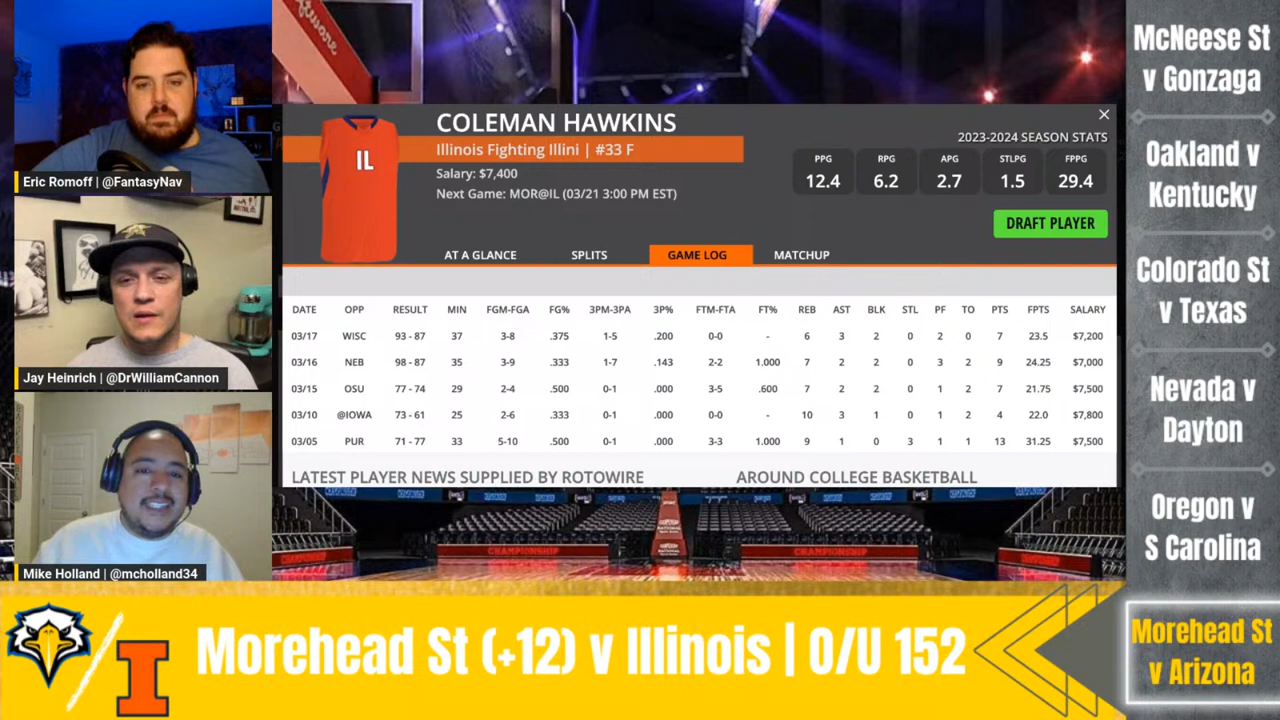 Eric Romoff | @FantasyNav
Jay Heinrich | @DrWilliamCannon
Mike Holland | @mcholland34
COLEMAN HAWKINS
Illinois Fighting Illini | #33 F
Salary: $7,400
Next Game: MOR@IL (03/21 3:00 PM EST)
IL
2023-2024 SEASON STATS
PPG RPG APG STLPG FPPG
12.4 6.2 2.7 1.5 29.4
DRAFT PLAYER
AT A GLANCE SPLITS GAME LOG MATCHUP
DATE OPP RESULT MIN FGM-FGA FG% 3PM-3PA 3P% FTM-FTA FT% REB AST BLK STL PF TO PTS FPTS SALARY
03/17 WISC 93 - 87 37 3-8 .375 1-5 .200 0-0 - 6 3 2 0 2 0 7 23.5 $7,200
03/16 NEB 98 - 87 35 3-9 .333 1-7 .143 2-2 1.000 7 2 2 0 3 2 9 24.25 $7,000
03/15 OSU 77 - 74 29 2-4 .500 0-1 .000 3-5 .600 7 2 2 0 1 2 7 21.75 $7,500
03/10 @IOWA 73 - 61 25 2-6 .333 0-1 .000 0-0 - 10 3 1 0 1 2 4 22.0 $7,800
03/05 PUR 71 - 77 33 5-10 .500 0-1 .000 3-3 1.000 9 1 0 3 1 1 13 31.25 $7,500
LATEST PLAYER NEWS SUPPLIED BY ROTOWIRE AROUND COLLEGE BASKETBALL
CHAMPIONSHIP
CHAMPIONSHIP
McNeese St
v Gonzaga
Oakland v
Kentucky
Colorado St
v Texas
Nevada v
Dayton
Oregon v
S Carolina
Morehead St
v Arizona
Morehead St (+12) v Illinois | O/U 152